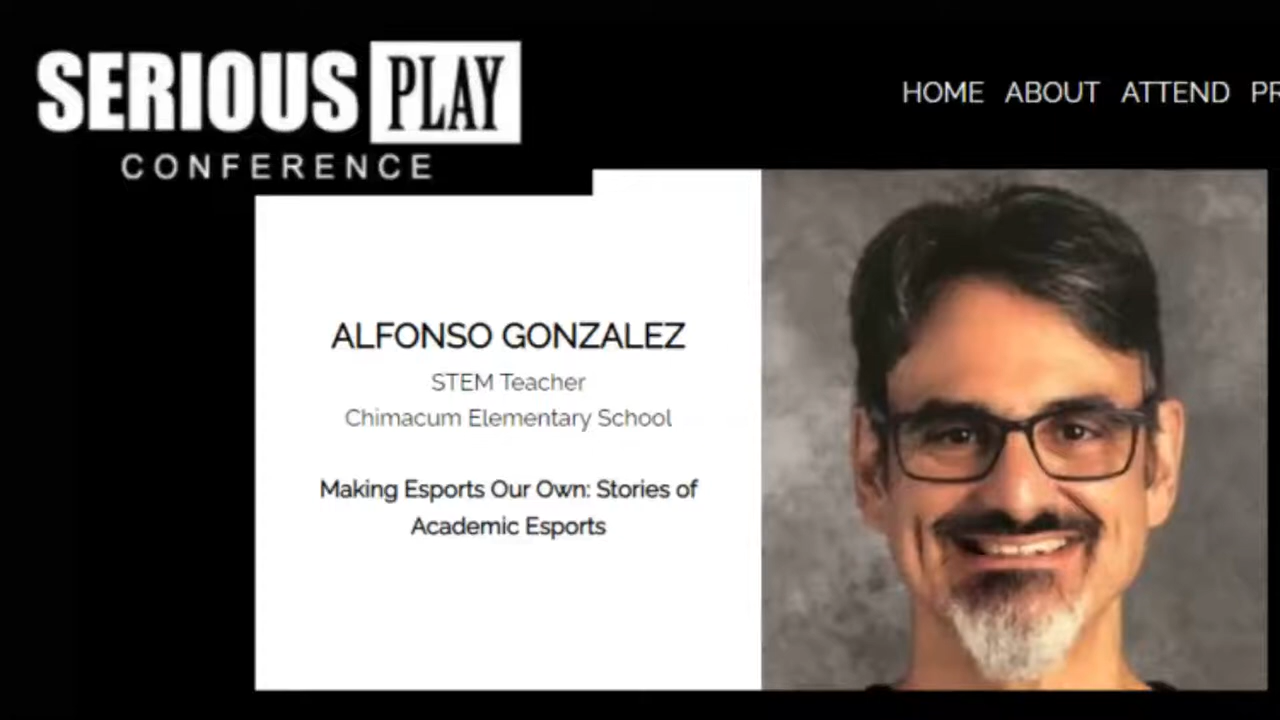 SERIOUS PLAY
CONFERENCE
HOME ABOUT ATTEND
ALFONSO GONZALEZ
STEM Teacher
Chimacum Elementary School
Making Esports Our Own: Stories of
Academic Esports